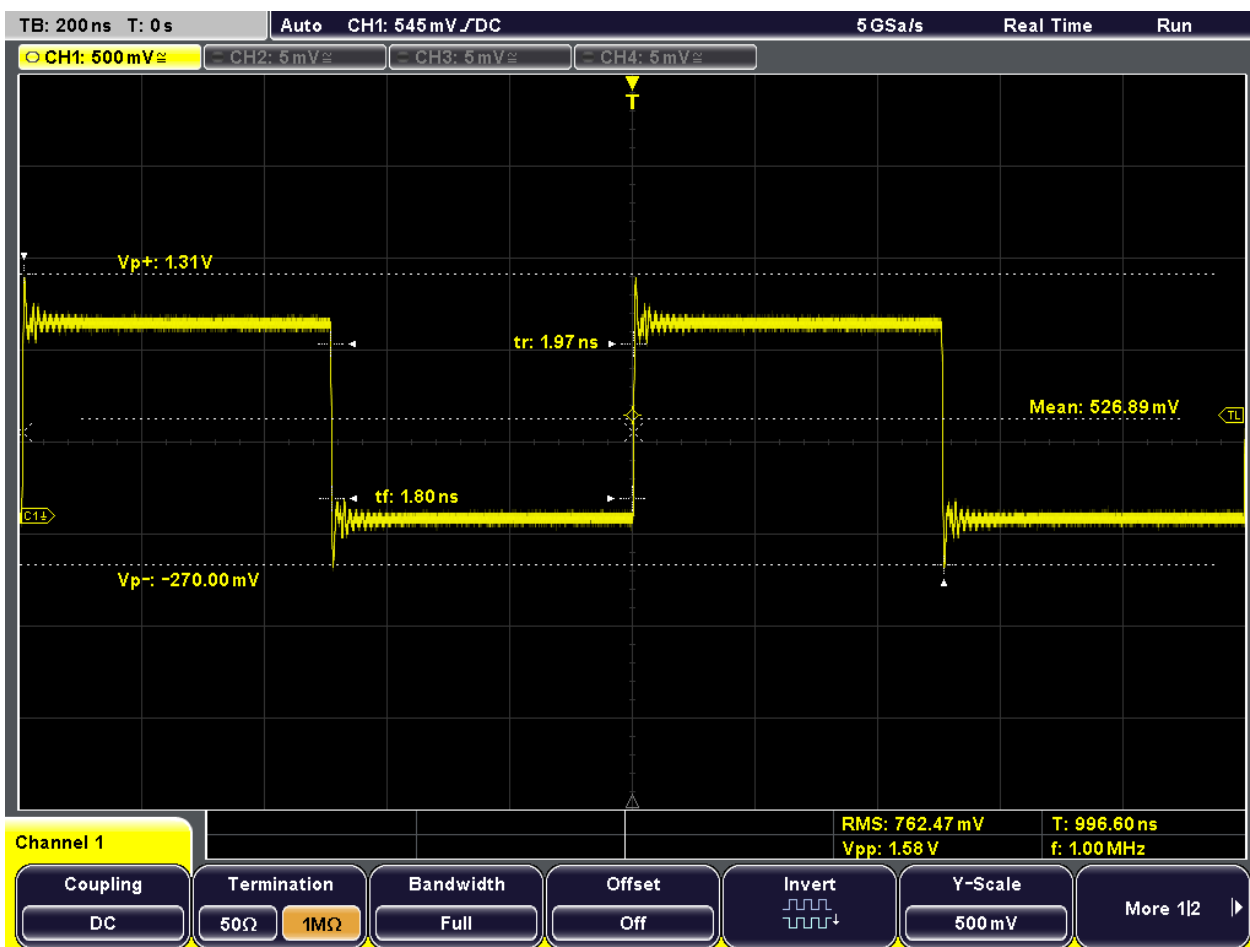 TB: 200 ns T: 0 s Auto CH1: 545 mV DC 5 GSa/s Real Time Run
CH1: 500 mV≅ CH2: 5 mV≅ CH3: 5 mV≅ CH4: 5 mV≅
T
Vp+: 1.31 V
tr: 1.97 ns
Mean: 526.89 mV
TL
tf: 1.80 ns
C1
Vp-: -270.00 mV
RMS: 762.47 mV T: 996.60 ns
Channel 1
Vpp: 1.58 V f: 1.00 MHz
Coupling Termination Bandwidth Offset Invert Y-Scale
More 1|2
DC 50Ω 1MΩ Full Off 500 mV